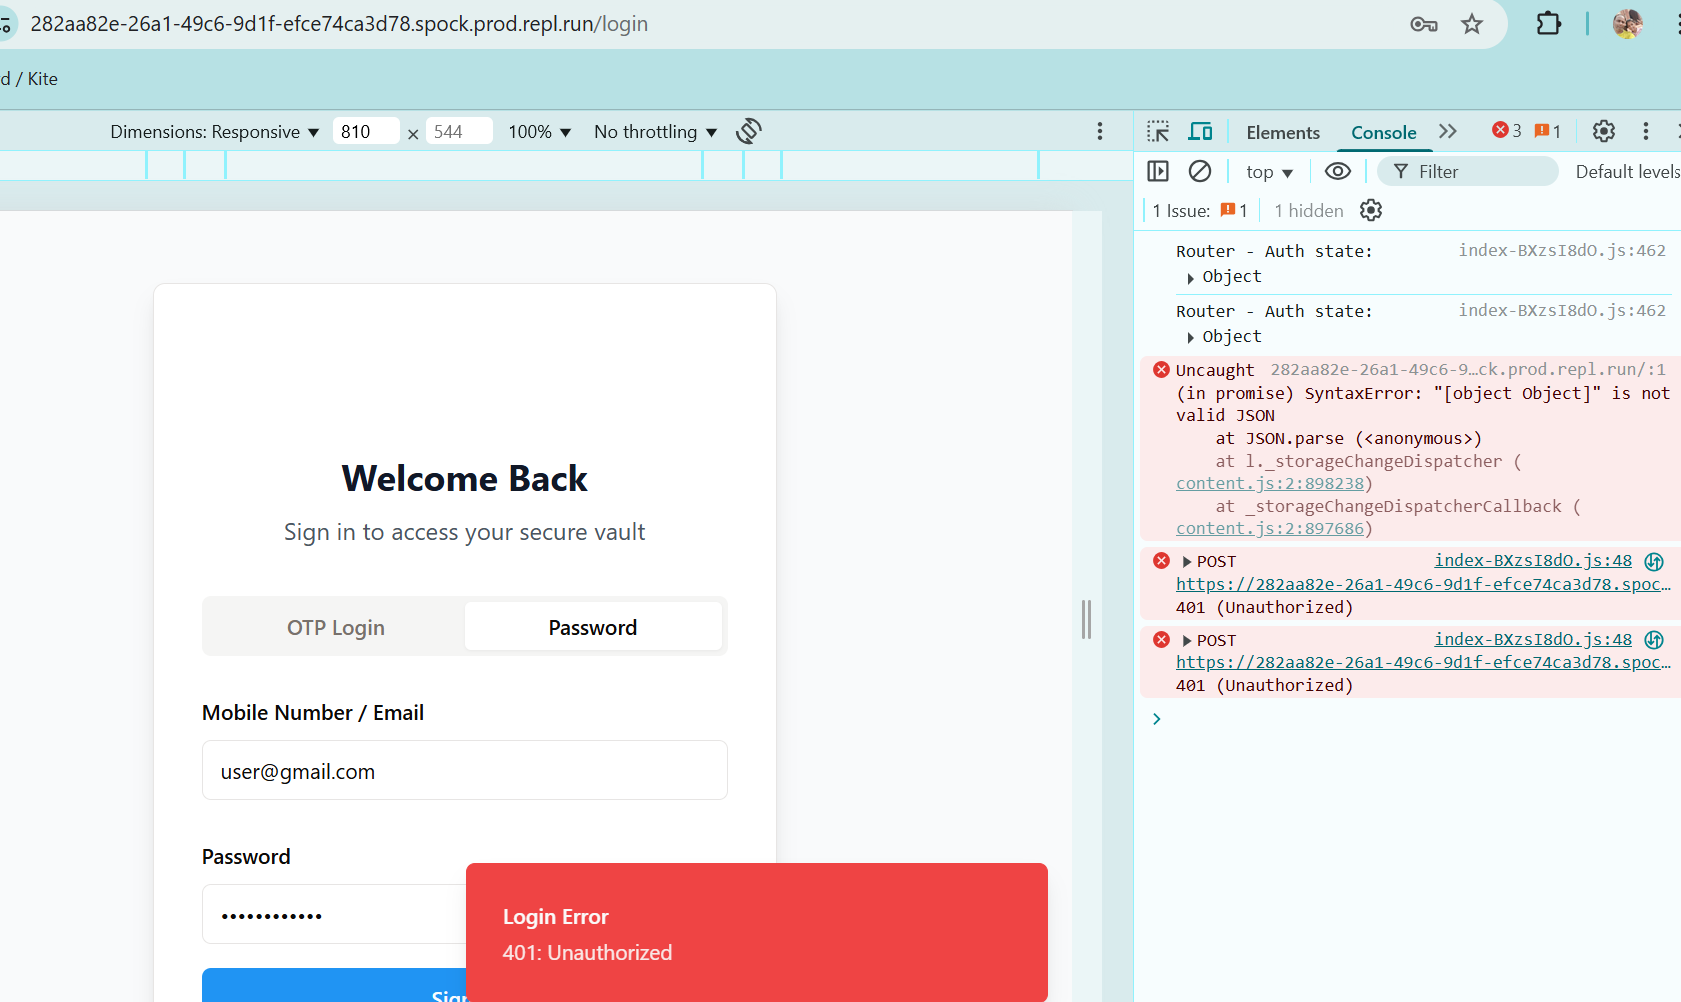 282aa82e-26a1-49c6-9d1f-efce74ca3d78.spock.prod.repl.run/login
d / Kite
Dimensions: Responsive ▼ 810 × 544 100% ▼ No throttling ▼
Elements Console 3 1
top ▼ Filter Default levels
1 Issue: 1 1 hidden
Router - Auth state: index-BXzsI8dO.js:462
Object
Router - Auth state: index-BXzsI8dO.js:462
Object
Uncaught 282aa82e-26a1-49c6-9…ck.prod.repl.run/:1
(in promise) SyntaxError: "[object Object]" is not
valid JSON
at JSON.parse (<anonymous>)
at l._storageChangeDispatcher (
content.js:2:898238)
at _storageChangeDispatcherCallback (
content.js:2:897686)
POST index-BXzsI8dO.js:48
https://282aa82e-26a1-49c6-9d1f-efce74ca3d78.spoc…
401 (Unauthorized)
POST index-BXzsI8dO.js:48
https://282aa82e-26a1-49c6-9d1f-efce74ca3d78.spoc…
401 (Unauthorized)
Welcome Back
Sign in to access your secure vault
OTP Login Password
Mobile Number / Email
user@gmail.com
Password
••••••••••••
Login Error
401: Unauthorized